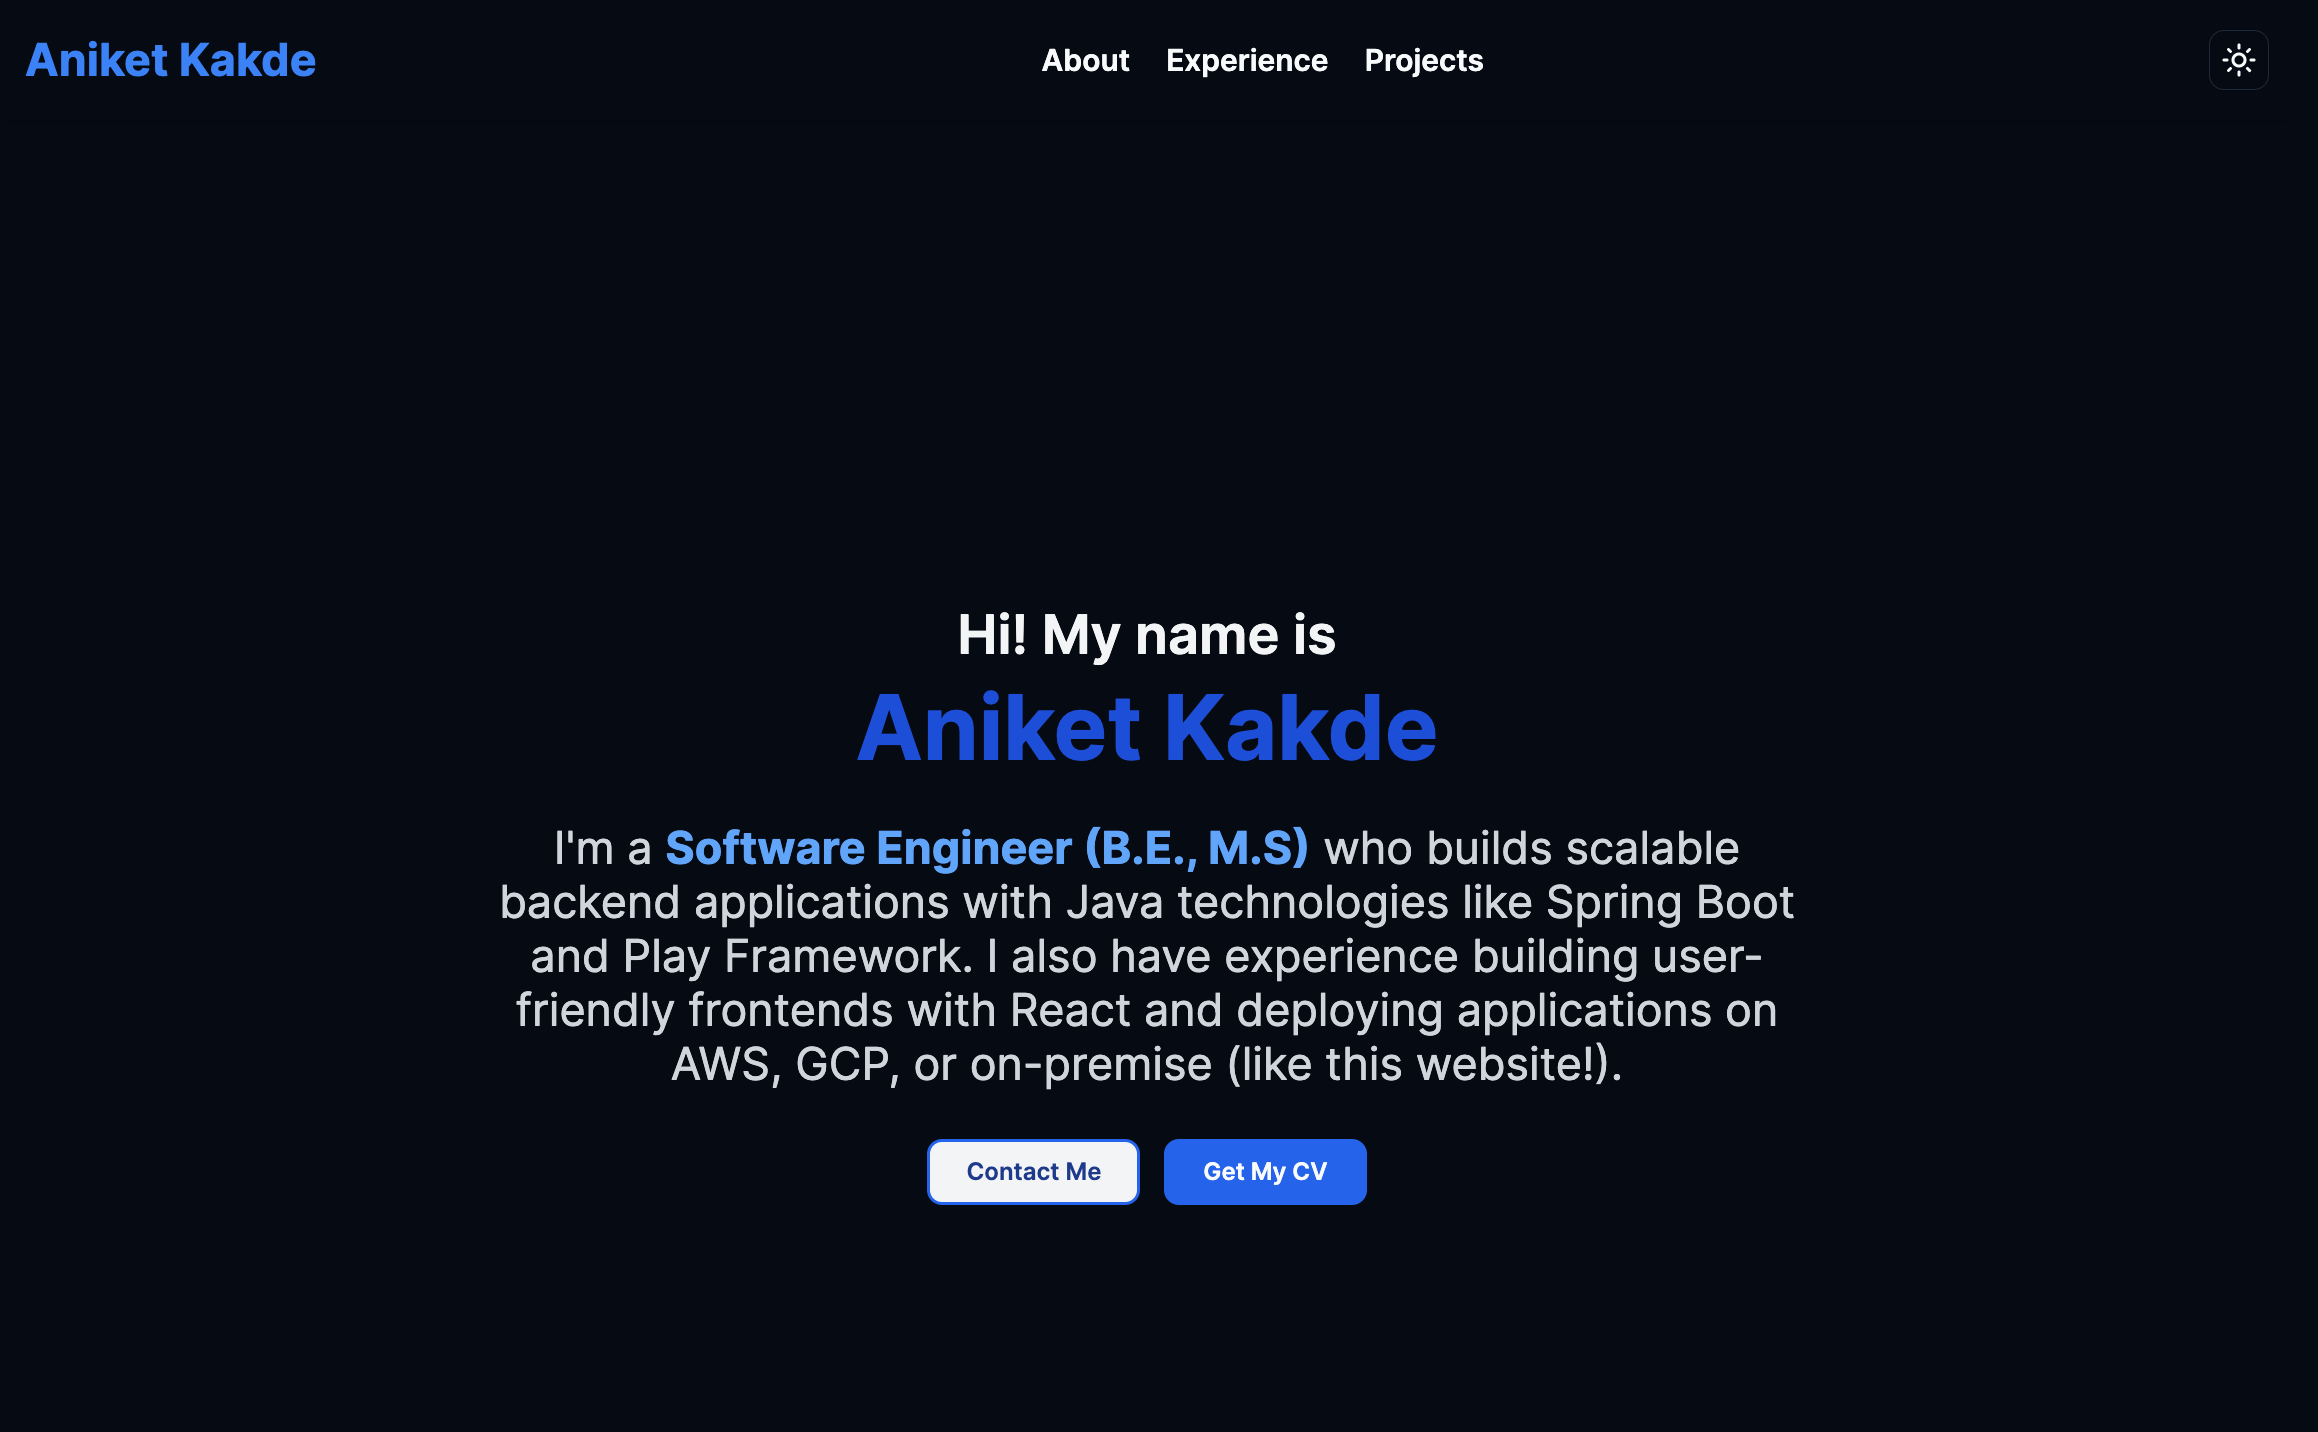 Aniket Kakde
About Experience Projects
Hi! My name is
Aniket Kakde
I'm a Software Engineer (B.E., M.S) who builds scalable
backend applications with Java technologies like Spring Boot
and Play Framework. I also have experience building user-
friendly frontends with React and deploying applications on
AWS, GCP, or on-premise (like this website!).
Contact Me
Get My CV